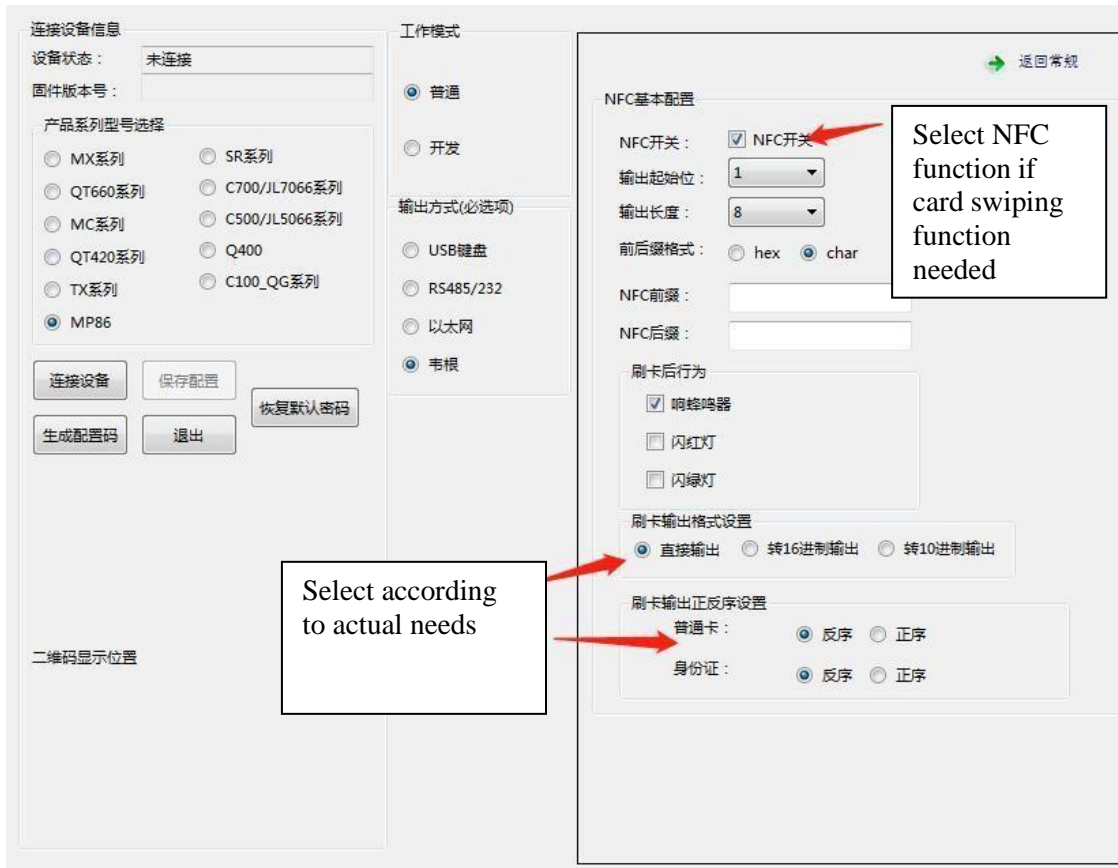 连接设备信息
设备状态： 未连接
固件版本号：
产品系列型号选择
MX系列
SR系列
QT660系列
C700/JL7066系列
MC系列
C500/JL5066系列
QT420系列
Q400
TX系列
C100_QG系列
MP86
连接设备
保存配置
恢复默认密码
生成配置码
退出
二维码显示位置
工作模式
普通
开发
输出方式(必选项)
USB键盘
RS485/232
以太网
韦根
返回常规
NFC基本配置
NFC开关： NFC开关
输出起始位： 1
输出长度： 8
前后缀格式： hex char
NFC前缀：
NFC后缀：
刷卡后行为
响蜂鸣器
闪红灯
闪绿灯
刷卡输出格式设置
直接输出 转16进制输出 转10进制输出
刷卡输出正反序设置
普通卡： 反序 正序
身份证： 反序 正序
Select NFC
function if
card swiping
function
needed
Select according
to actual needs